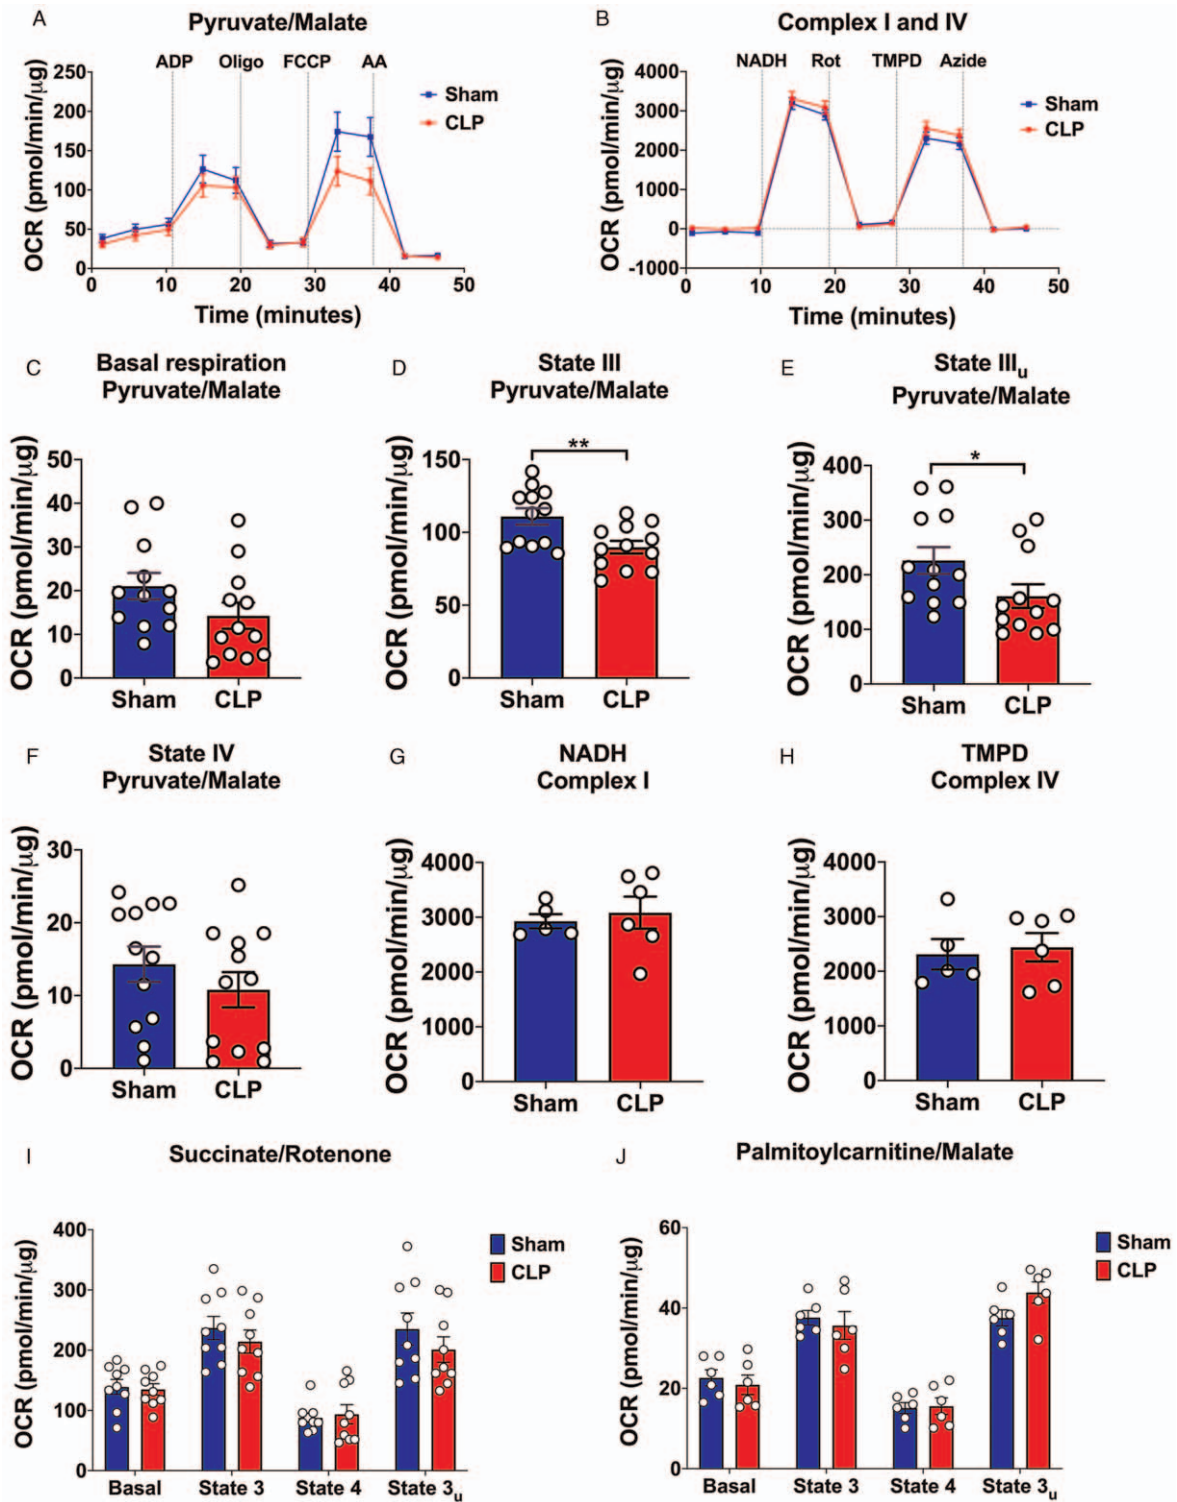 A
Pyruvate/Malate
ADP Oligo FCCP AA
OCR (pmol/min/μg)
250
200
150
100
50
0
0 10 20 30 40 50
Time (minutes)
Sham
CLP
B
Complex I and IV
NADH Rot TMPD Azide
OCR (pmol/min/μg)
4000
3000
2000
1000
0
-1000
0 10 20 30 40 50
Time (minutes)
Sham
CLP
C
Basal respiration
Pyruvate/Malate
OCR (pmol/min/μg)
50
40
30
20
10
0
Sham CLP
D
State III
Pyruvate/Malate
OCR (pmol/min/μg)
150
100
50
0
**
Sham CLP
E
State IIIu
Pyruvate/Malate
OCR (pmol/min/μg)
400
300
200
100
0
*
Sham CLP
F
State IV
Pyruvate/Malate
OCR (pmol/min/μg)
30
20
10
0
Sham CLP
G
NADH
Complex I
OCR (pmol/min/μg)
4000
3000
2000
1000
0
Sham CLP
H
TMPD
Complex IV
OCR (pmol/min/μg)
4000
3000
2000
1000
0
Sham CLP
I
Succinate/Rotenone
OCR (pmol/min/μg)
400
300
200
100
0
Basal State 3 State 4 State 3u
Sham
CLP
J
Palmitoylcarnitine/Malate
OCR (pmol/min/μg)
60
40
20
0
Basal State 3 State 4 State 3u
Sham
CLP